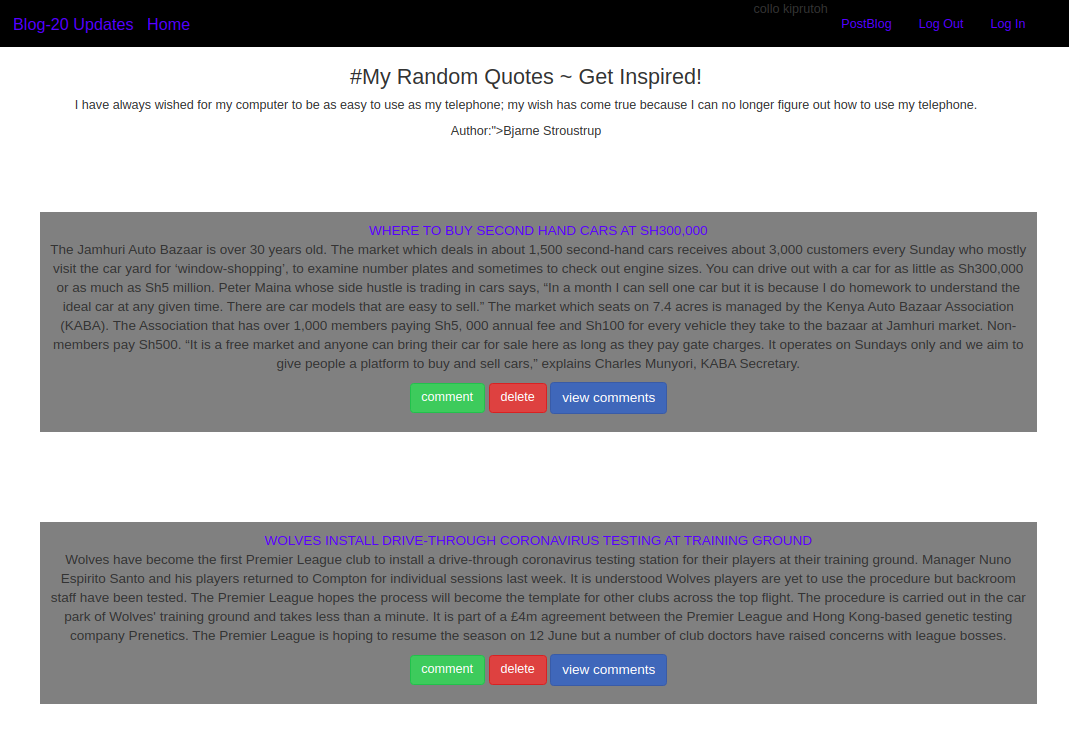 Blog-20 Updates Home collo kiprutoh PostBlog Log Out Log In
#My Random Quotes ~ Get Inspired!
I have always wished for my computer to be as easy to use as my telephone; my wish has come true because I can no longer figure out how to use my telephone.
Author:">Bjarne Stroustrup
WHERE TO BUY SECOND HAND CARS AT SH300,000
The Jamhuri Auto Bazaar is over 30 years old. The market which deals in about 1,500 second-hand cars receives about 3,000 customers every Sunday who mostly
visit the car yard for ‘window-shopping’, to examine number plates and sometimes to check out engine sizes. You can drive out with a car for as little as Sh300,000
or as much as Sh5 million. Peter Maina whose side hustle is trading in cars says, “In a month I can sell one car but it is because I do homework to understand the
ideal car at any given time. There are car models that are easy to sell.” The market which seats on 7.4 acres is managed by the Kenya Auto Bazaar Association
(KABA). The Association that has over 1,000 members paying Sh5, 000 annual fee and Sh100 for every vehicle they take to the bazaar at Jamhuri market. Non-
members pay Sh500. “It is a free market and anyone can bring their car for sale here as long as they pay gate charges. It operates on Sundays only and we aim to
give people a platform to buy and sell cars,” explains Charles Munyori, KABA Secretary.
comment delete view comments
WOLVES INSTALL DRIVE-THROUGH CORONAVIRUS TESTING AT TRAINING GROUND
Wolves have become the first Premier League club to install a drive-through coronavirus testing station for their players at their training ground. Manager Nuno
Espirito Santo and his players returned to Compton for individual sessions last week. It is understood Wolves players are yet to use the procedure but backroom
staff have been tested. The Premier League hopes the process will become the template for other clubs across the top flight. The procedure is carried out in the car
park of Wolves' training ground and takes less than a minute. It is part of a £4m agreement between the Premier League and Hong Kong-based genetic testing
company Prenetics. The Premier League is hoping to resume the season on 12 June but a number of club doctors have raised concerns with league bosses.
comment delete view comments